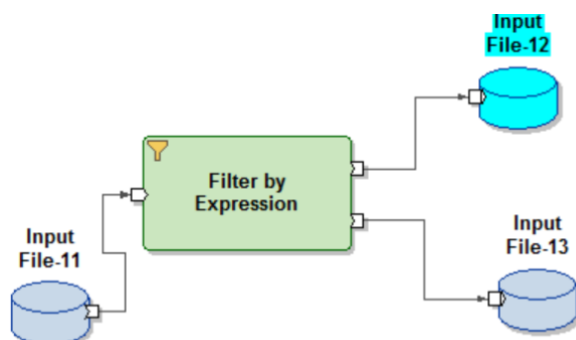 Input
File-12
Filter by
Expression
Input
File-11
Input
File-13